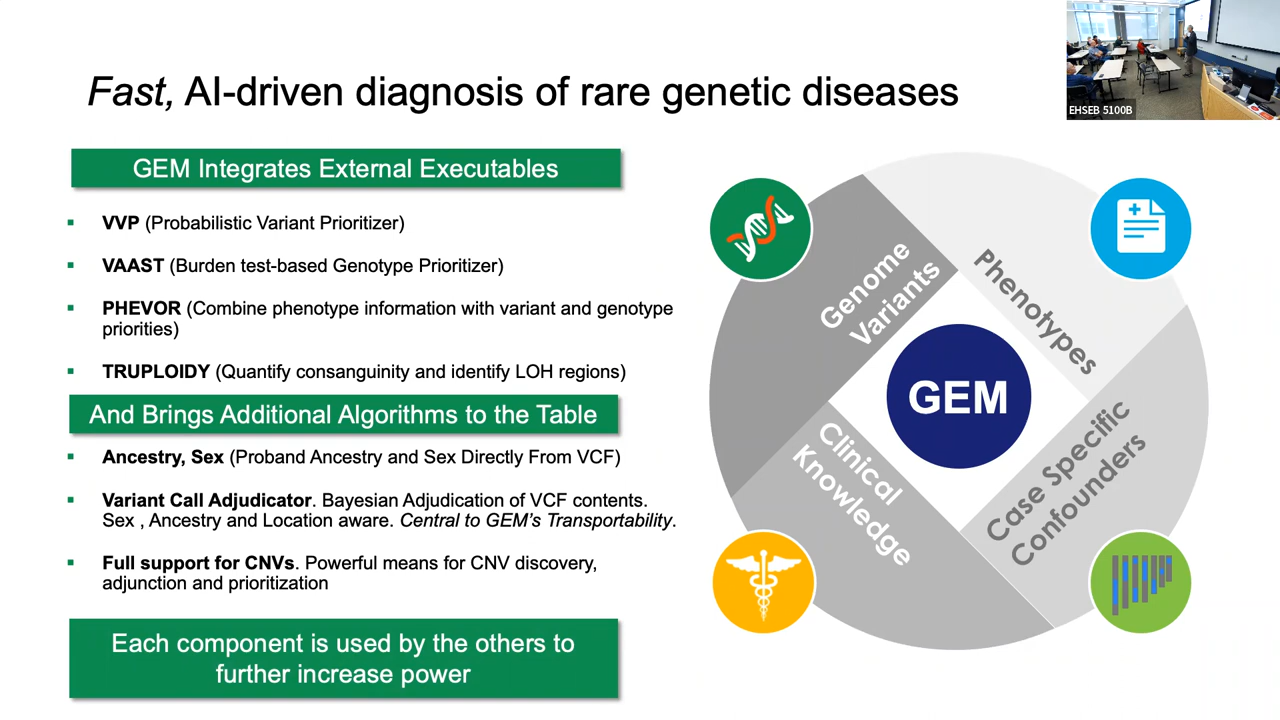 EHSEB 5100B
Fast, AI-driven diagnosis of rare genetic diseases
GEM Integrates External Executables
VVP (Probabilistic Variant Prioritizer)
VAAST (Burden test-based Genotype Prioritizer)
PHEVOR (Combine phenotype information with variant and genotype
priorities)
TRUPLOIDY (Quantify consanguinity and identify LOH regions)
And Brings Additional Algorithms to the Table
Ancestry, Sex (Proband Ancestry and Sex Directly From VCF)
Variant Call Adjudicator. Bayesian Adjudication of VCF contents.
Sex , Ancestry and Location aware. Central to GEM's Transportability.
Full support for CNVs. Powerful means for CNV discovery,
adjunction and prioritization
Each component is used by the others to
further increase power
Genome
Variants
Phenotypes
GEM
Clinical
Knowledge
Case Specific
Confounders